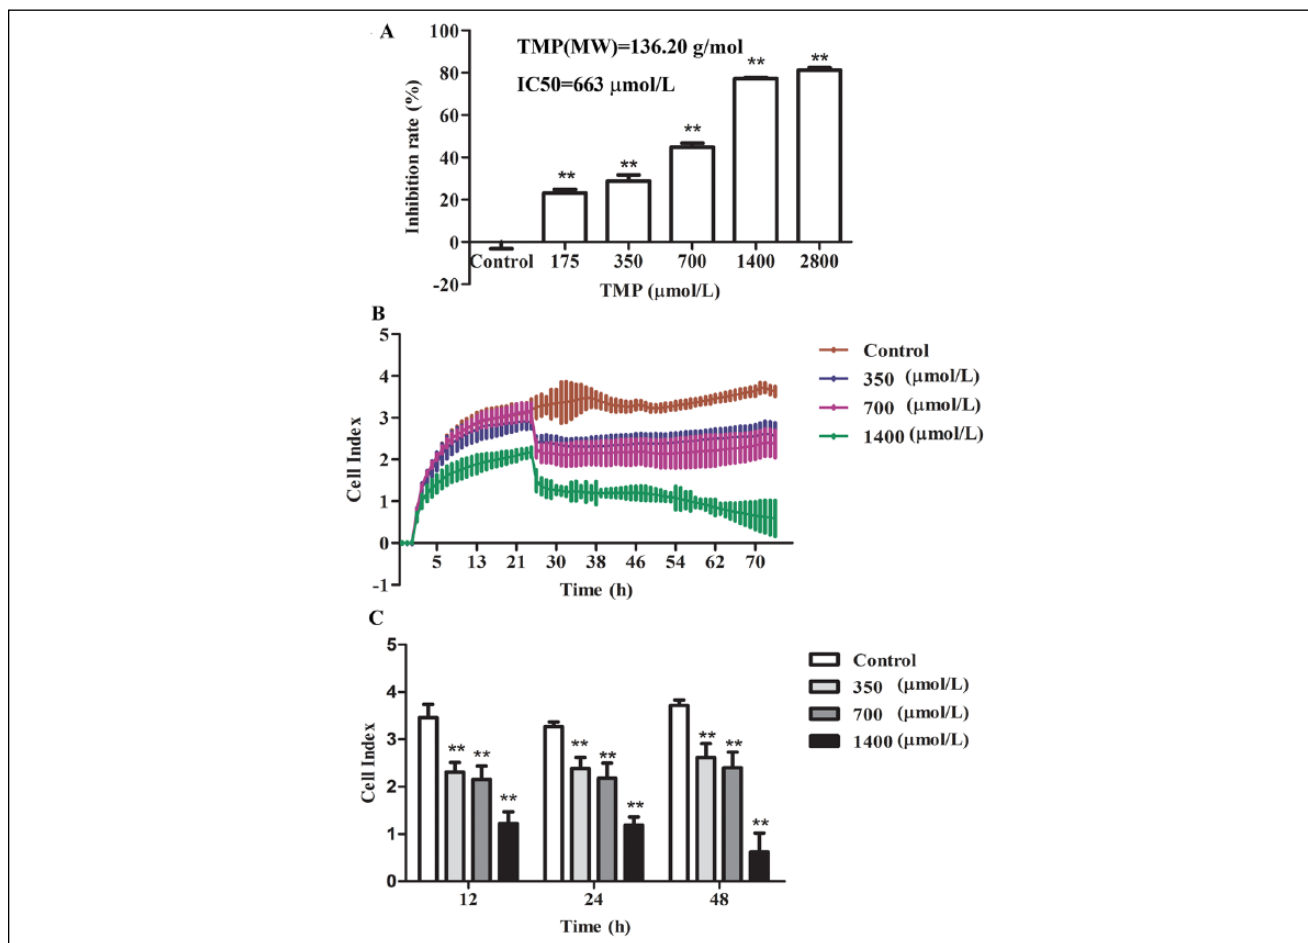 A
TMP(MW)=136.20 g/mol
IC50=663 μmol/L
Inhibition rate (%)
100
80
60
40
20
0
-20
** ** ** ** **
Control 175 350 700 1400 2800
TMP (μmol/L)
B
Cell Index
5
4
3
2
1
0
-1
5 13 21 30 38 46 54 62 70
Time (h)
Control
350 (μmol/L)
700 (μmol/L)
1400 (μmol/L)
C
Cell Index
5
4
3
2
1
0
** ** ** ** ** ** ** ** **
12 24 48
Time (h)
Control
350 (μmol/L)
700 (μmol/L)
1400 (μmol/L)